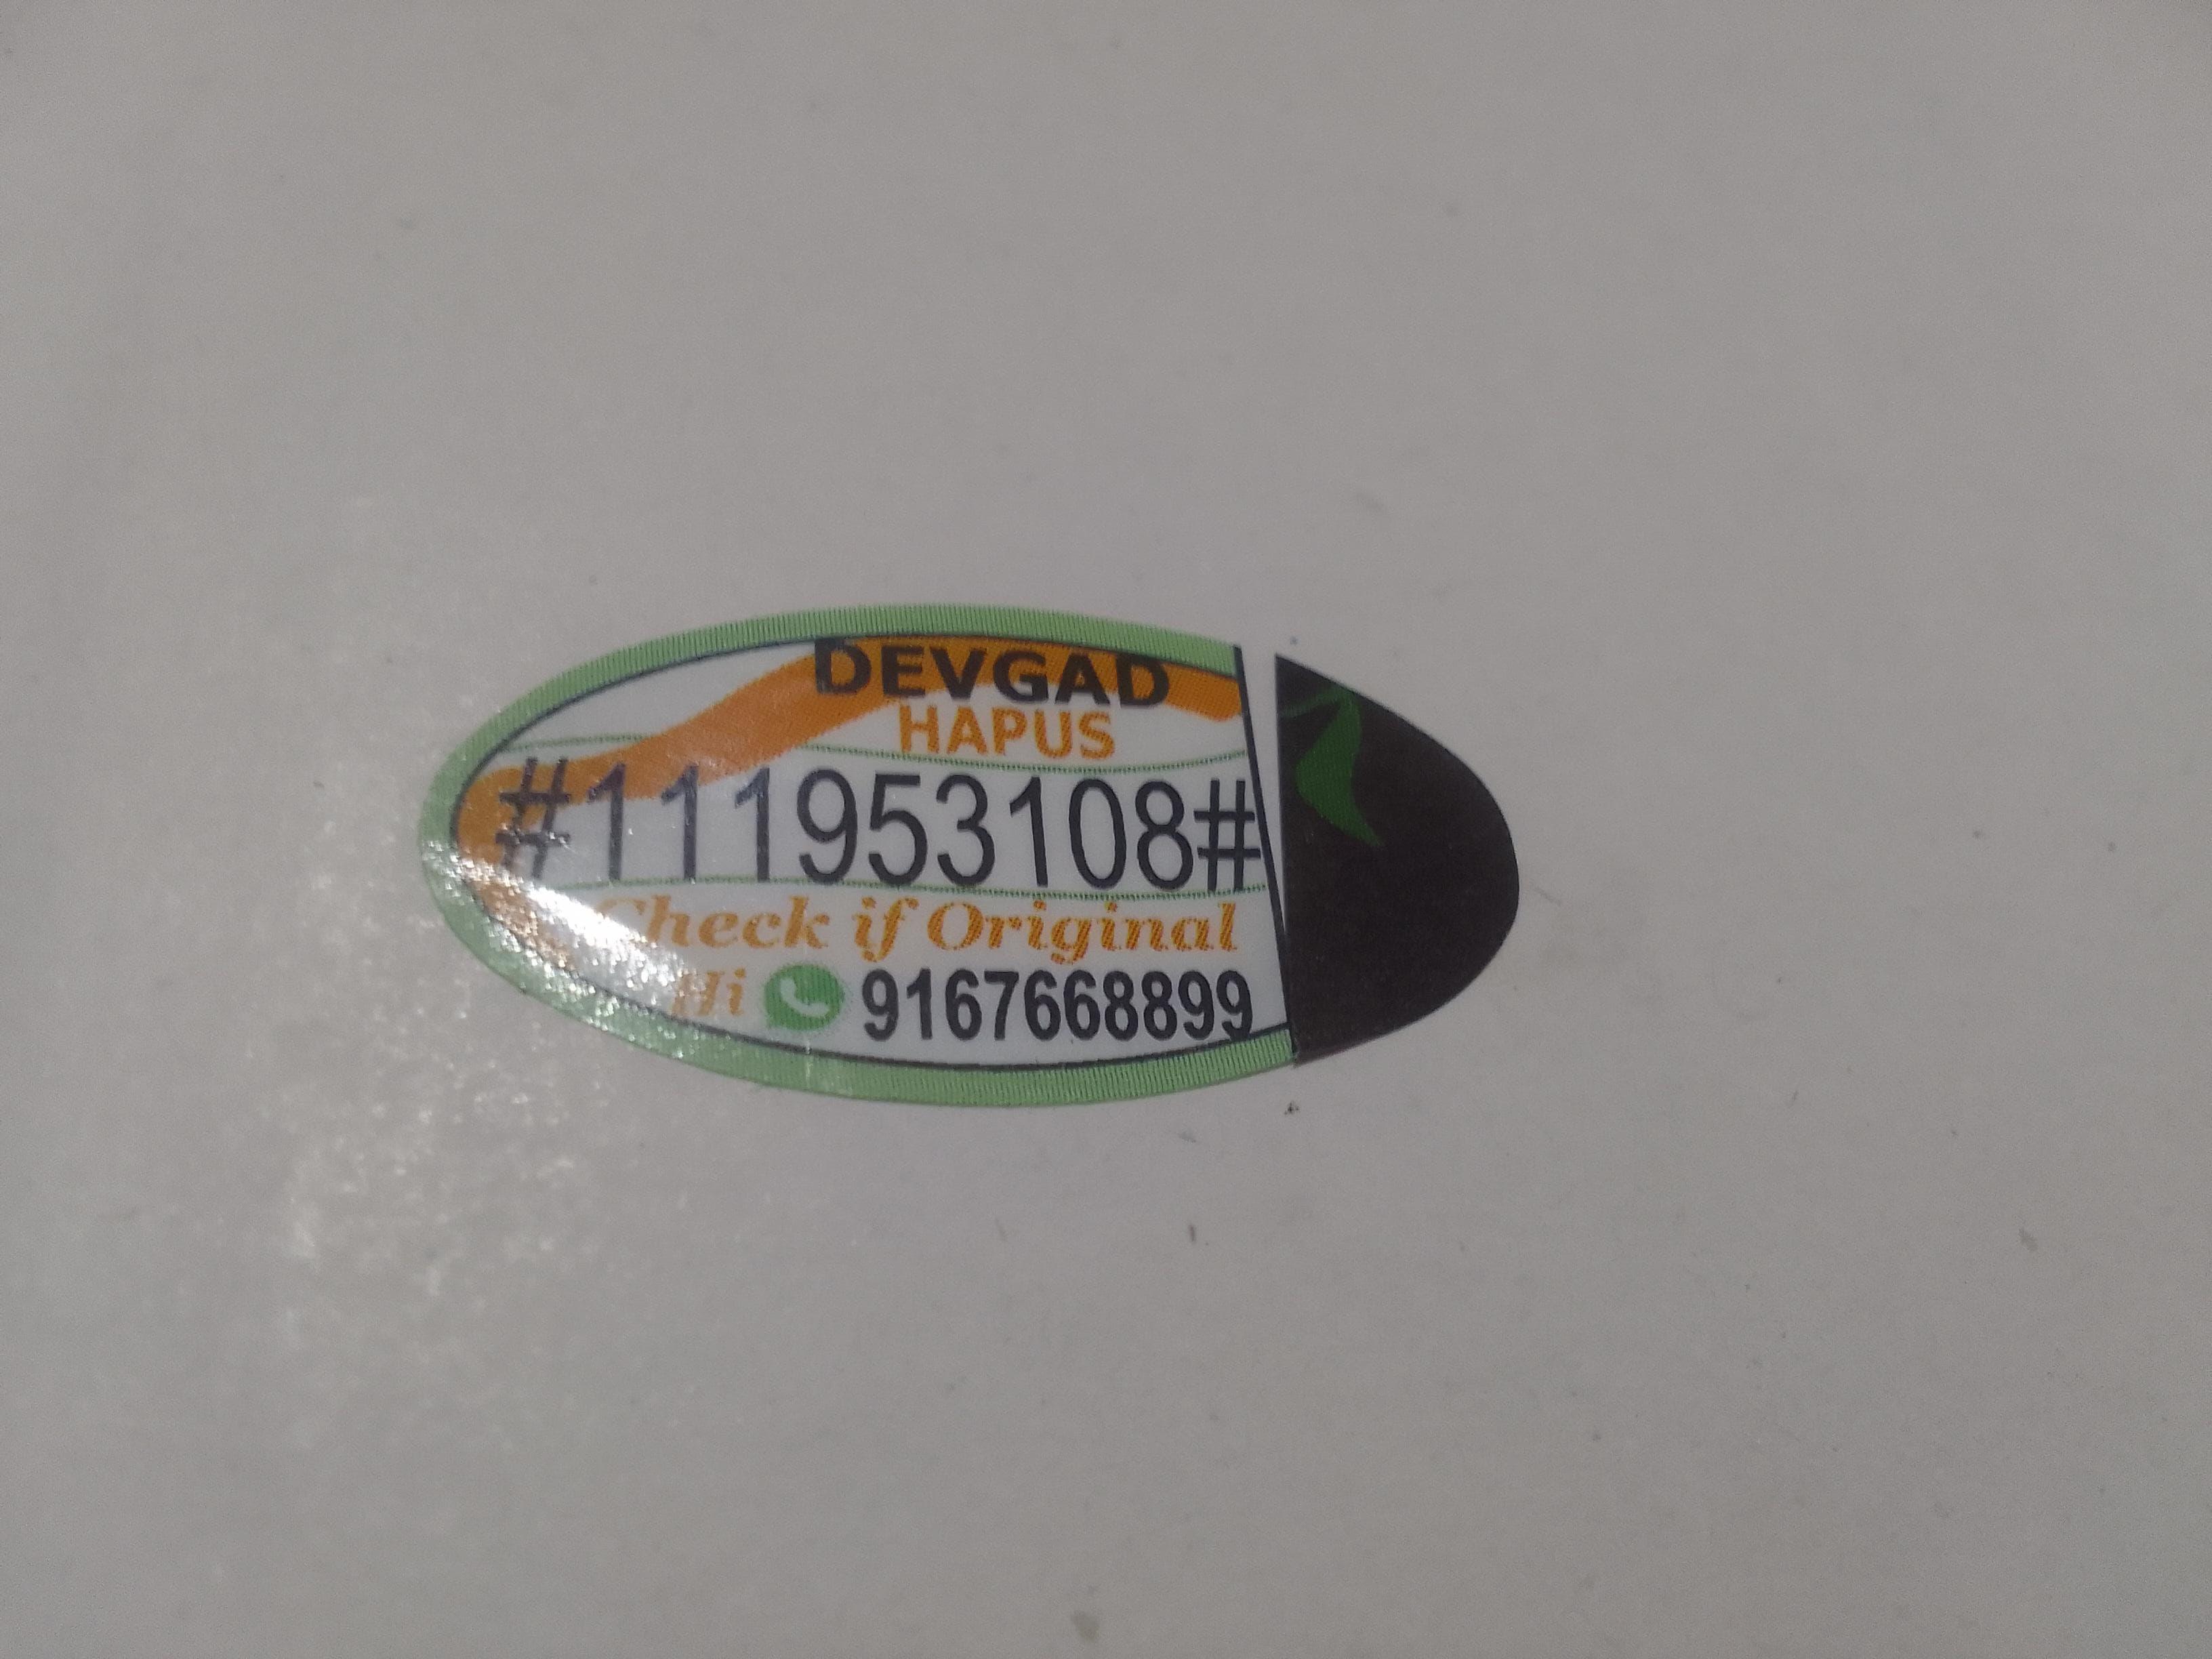 DEVGAD
HAPUS
#111953108#
Check if Original
Hi 9167668899